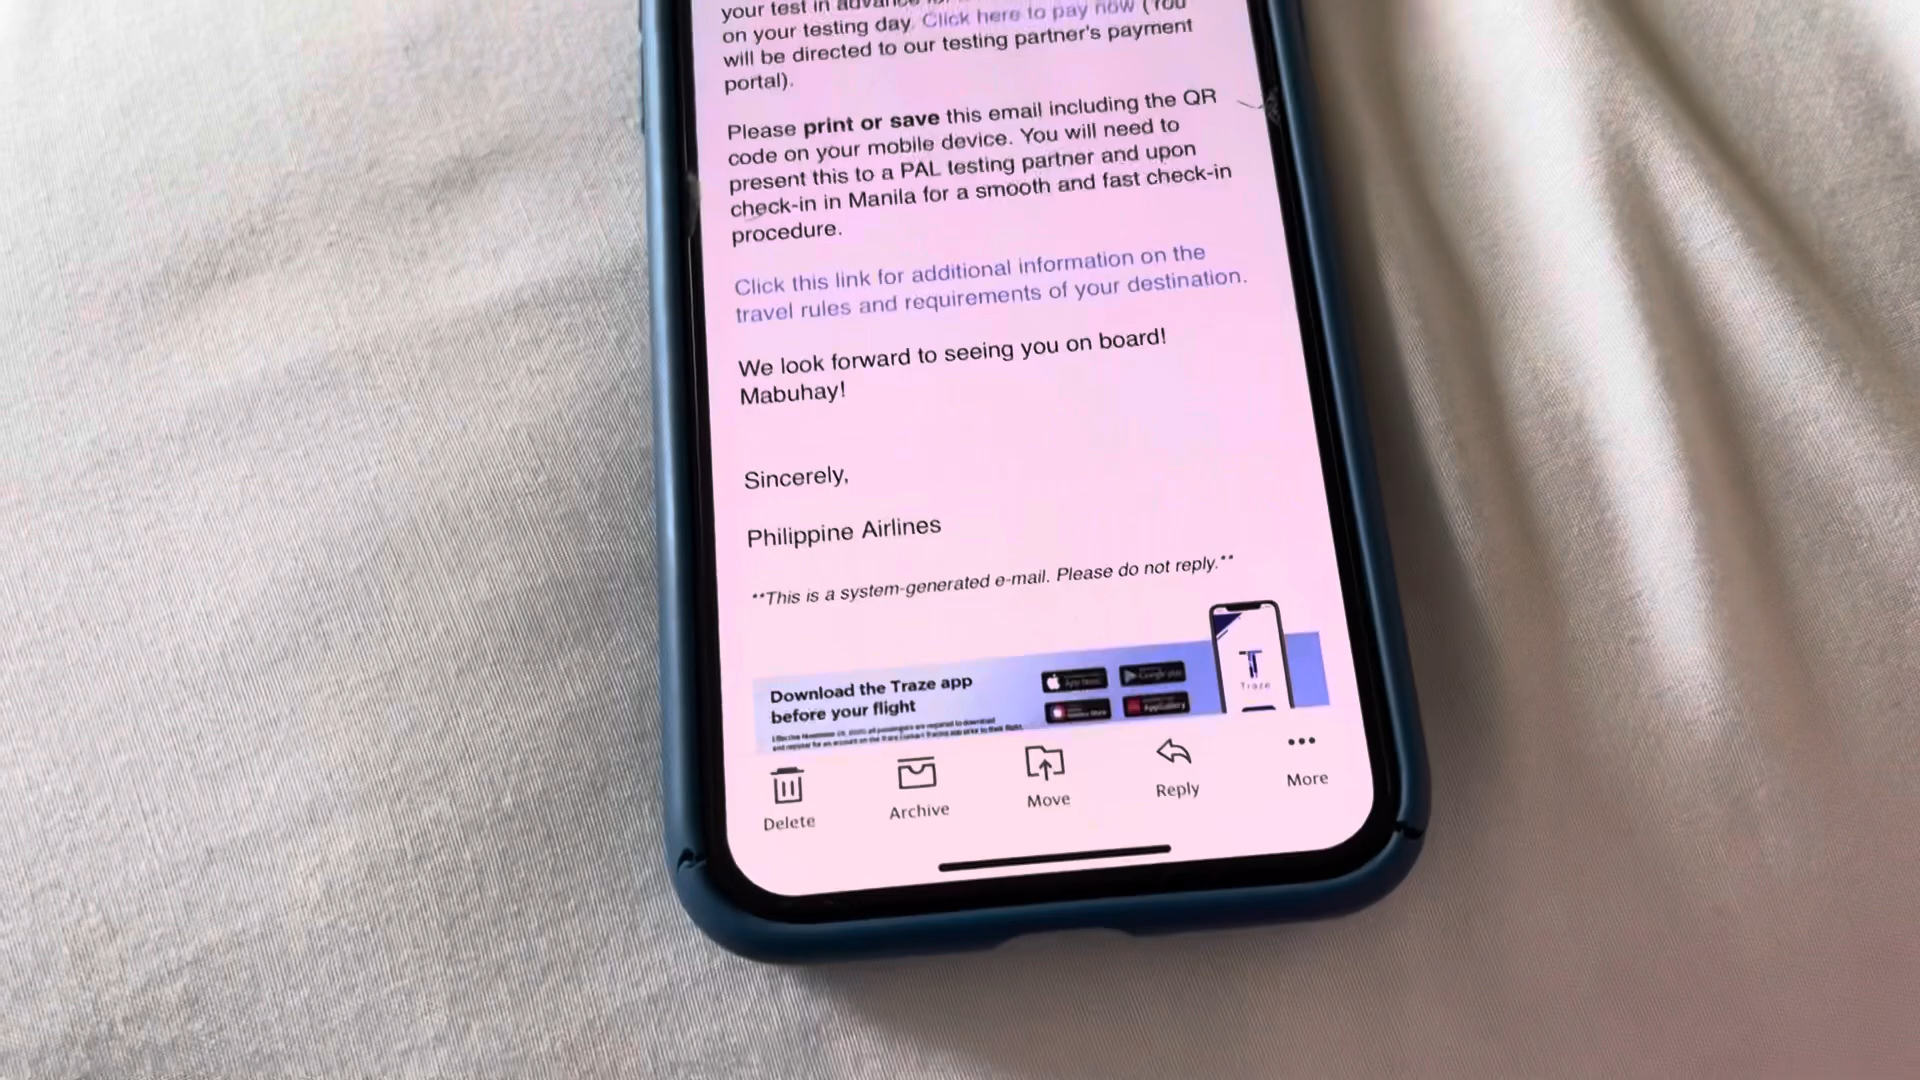 your test in advance
on your testing day. Click here to pay now (You
will be directed to our testing partner's payment
portal).
Please print or save this email including the QR
code on your mobile device. You will need to
present this to a PAL testing partner and upon
check-in in Manila for a smooth and fast check-in
procedure.
Click this link for additional information on the
travel rules and requirements of your destination.
We look forward to seeing you on board!
Mabuhay!
Sincerely,
Philippine Airlines
**This is a system-generated e-mail. Please do not reply.**
Download the Traze app
before your flight
App Store
Google Play
AppGallery
T
Traze
Delete
Archive
Move
Reply
More